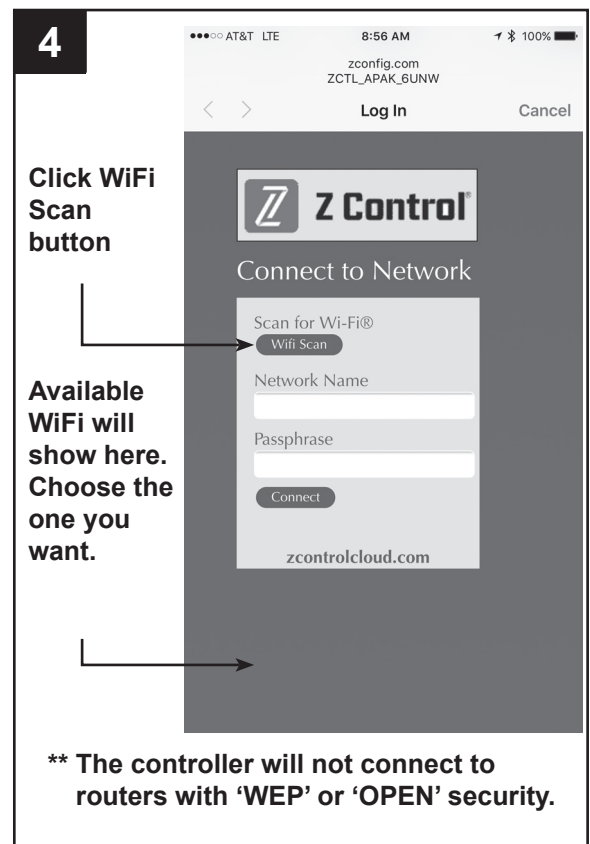 4
AT&T LTE 8:56 AM 100%
zconfig.com
ZCTL_APAK_6UNW
< > Log In Cancel
Click WiFi
Scan
button
Z Control®
Connect to Network
Scan for Wi-Fi®
Wifi Scan
Network Name
Passphrase
Connect
zcontrolcloud.com
Available
WiFi will
show here.
Choose the
one you
want.
** The controller will not connect to
routers with ‘WEP’ or ‘OPEN’ security.